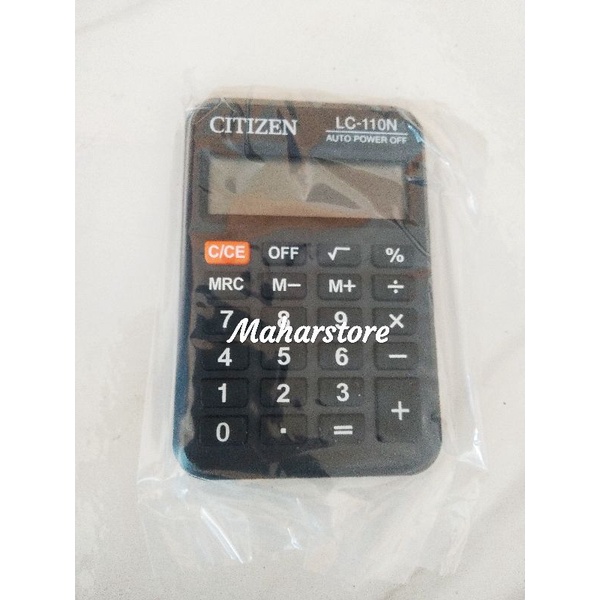 CITIZEN LC-110N
AUTO POWER OFF
C/CE OFF √ %
MRC M− M+ ÷
7 8 9 ×
Maharstore
4 5 6 −
1 2 3 +
0 . =